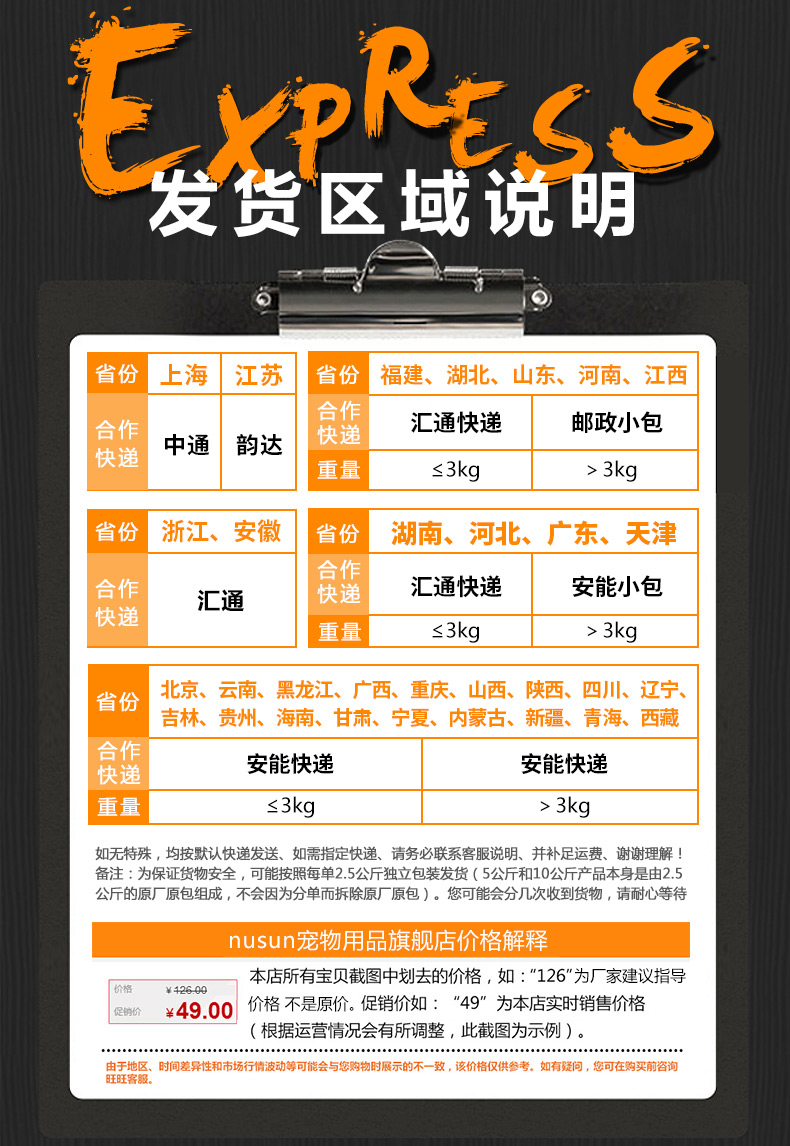 EXPRESS
发货区域说明
省份 上海 江苏
合作快递 中通 韵达
省份 福建、湖北、山东、河南、江西
合作快递 汇通快递 邮政小包
重量 ≤3kg ＞3kg
省份 浙江、安徽
合作快递 汇通
省份 湖南、河北、广东、天津
合作快递 汇通快递 安能小包
重量 ≤3kg ＞3kg
省份
北京、云南、黑龙江、广西、重庆、山西、陕西、四川、辽宁、
吉林、贵州、海南、甘肃、宁夏、内蒙古、新疆、青海、西藏
合作快递 安能快递 安能快递
重量 ≤3kg ＞3kg
如无特殊，均按默认快递发送、如需指定快递、请务必联系客服说明、并补足运费、谢谢理解！
备注：为保证货物安全，可能按照每单2.5公斤独立包装发货（5公斤和10公斤产品本身是由2.5
公斤的原厂原包组成，不会因为分单而拆除原厂原包）。您可能会分几次收到货物，请耐心等待
nusun宠物用品旗舰店价格解释
价格 ¥126.00
促销价 ¥49.00
本店所有宝贝截图中划去的价格，如：“126”为厂家建议指导
价格 不是原价。促销价如：“49”为本店实时销售价格
（根据运营情况会有所调整，此截图为示例）。
由于地区、时间差异性和市场行情波动等可能会与您购物时展示的不一致，该价格仅供参考。如有疑问，您可在购买前咨询
旺旺客服。